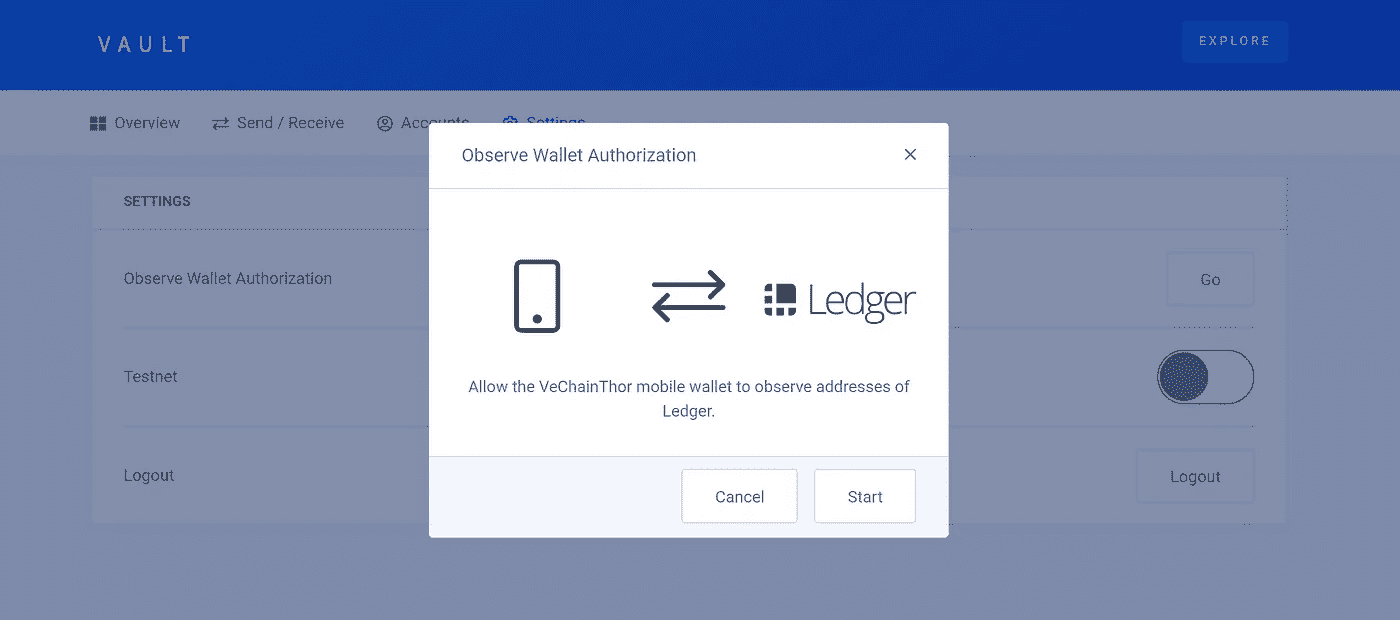 VAULT
EXPLORE
Overview
Send / Receive
Accounts
Settings
Observe Wallet Authorization
SETTINGS
Observe Wallet Authorization
Go
Ledger
Testnet
Allow the VeChainThor mobile wallet to observe addresses of
Ledger.
Logout
Logout
Cancel
Start